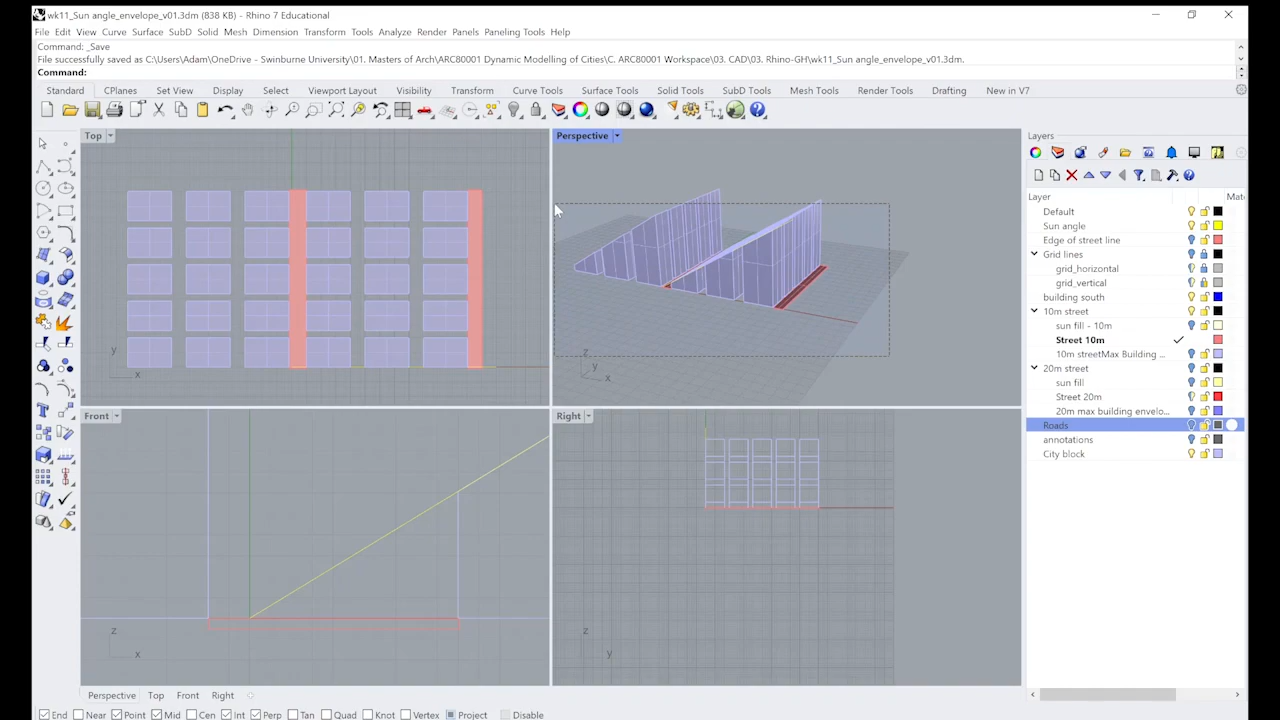 wk11_Sun angle_envelope_v01.3dm (838 KB) - Rhino 7 Educational
File Edit View Curve Surface SubD Solid Mesh Dimension Transform Tools Analyze Render Panels Paneling Tools Help
Command: _Save
File successfully saved as C:\Users\Adam\OneDrive - Swinburne University\01. Masters of Arch\ARC80001 Dynamic Modelling of Cities\C. ARC80001 Workspace\03. CAD\03. Rhino-GH\wk11_Sun angle_envelope_v01.3dm.
Command:
Standard CPlanes Set View Display Select Viewport Layout Visibility Transform Curve Tools Surface Tools Solid Tools SubD Tools Mesh Tools Render Tools Drafting New in V7
Top
Perspective
Layers
Layer Mate
Default
Sun angle
Edge of street line
Grid lines
grid_horizontal
grid_vertical
building south
10m street
sun fill - 10m
Street 10m
10m streetMax Building ...
20m street
sun fill
Street 20m
20m max building envelo...
Roads
annotations
City block
y
x
z
y
x
Front
Right
z
x
z
y
Perspective Top Front Right
End Near Point Mid Cen Int Perp Tan Quad Knot Vertex Project Disable